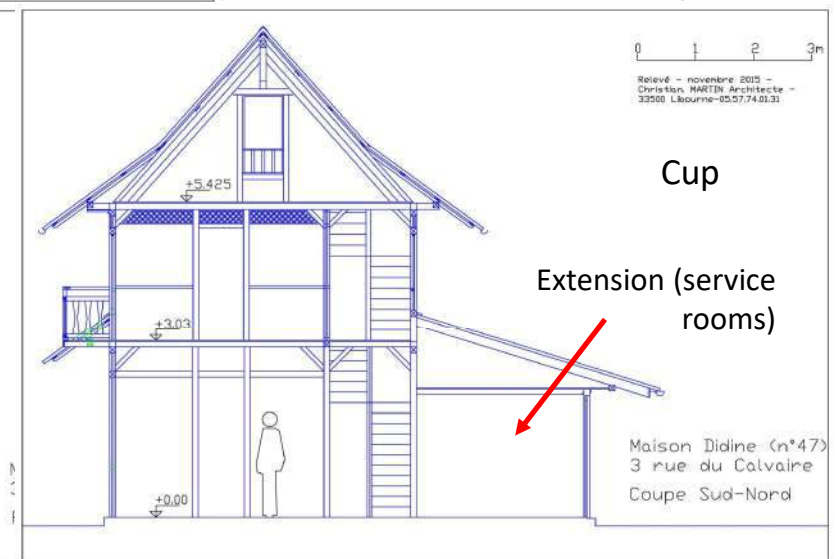 0 1 2 3m
Relevé - novembre 2015 -
Christian MARTIN Architecte -
33500 Libourne-05.57.74.01.31
Cup
+5.425
Extension (service
rooms)
+3.03
Maison Didine (n°47)
3 rue du Calvaire
+0.00
Coupe Sud-Nord